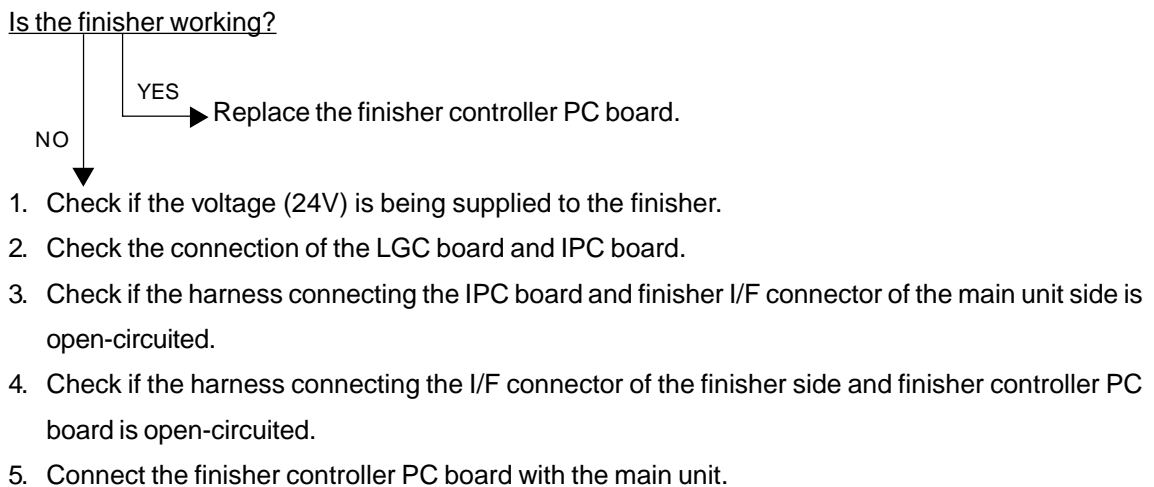 Is the finisher working?
YES
Replace the finisher controller PC board.
NO
1. Check if the voltage (24V) is being supplied to the finisher.
2. Check the connection of the LGC board and IPC board.
3. Check if the harness connecting the IPC board and finisher I/F connector of the main unit side is
open-circuited.
4. Check if the harness connecting the I/F connector of the finisher side and finisher controller PC
board is open-circuited.
5. Connect the finisher controller PC board with the main unit.